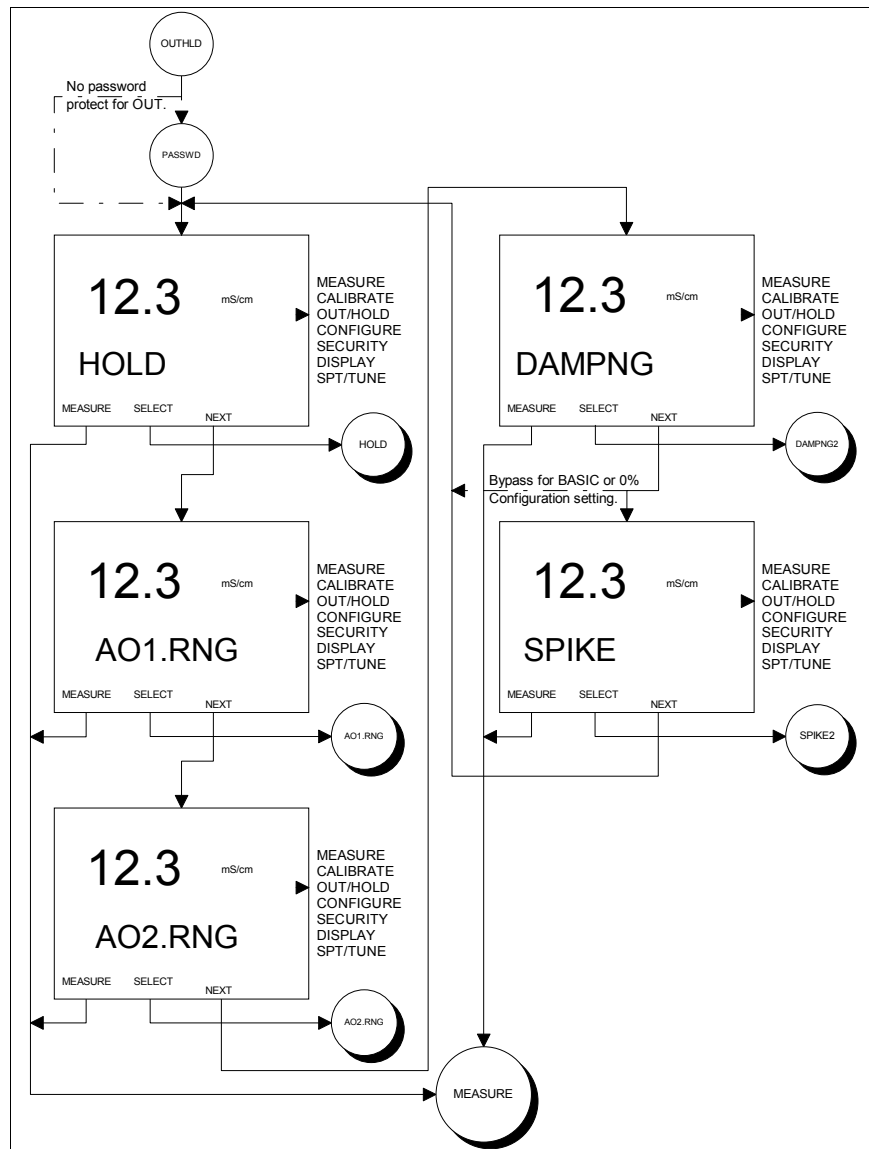 OUTHLD
No password
protect for OUT.
PASSWD
12.3 mS/cm
HOLD
MEASURE SELECT NEXT
MEASURE
CALIBRATE
OUT/HOLD
CONFIGURE
SECURITY
DISPLAY
SPT/TUNE
HOLD
12.3 mS/cm
AO1.RNG
MEASURE SELECT NEXT
MEASURE
CALIBRATE
OUT/HOLD
CONFIGURE
SECURITY
DISPLAY
SPT/TUNE
AO1.RNG
12.3 mS/cm
AO2.RNG
MEASURE SELECT NEXT
MEASURE
CALIBRATE
OUT/HOLD
CONFIGURE
SECURITY
DISPLAY
SPT/TUNE
AO2.RNG
12.3 mS/cm
DAMPNG
MEASURE SELECT NEXT
MEASURE
CALIBRATE
OUT/HOLD
CONFIGURE
SECURITY
DISPLAY
SPT/TUNE
DAMPNG2
Bypass for BASIC or 0%
Configuration setting.
12.3 mS/cm
SPIKE
MEASURE SELECT NEXT
MEASURE
CALIBRATE
OUT/HOLD
CONFIGURE
SECURITY
DISPLAY
SPT/TUNE
SPIKE2
MEASURE